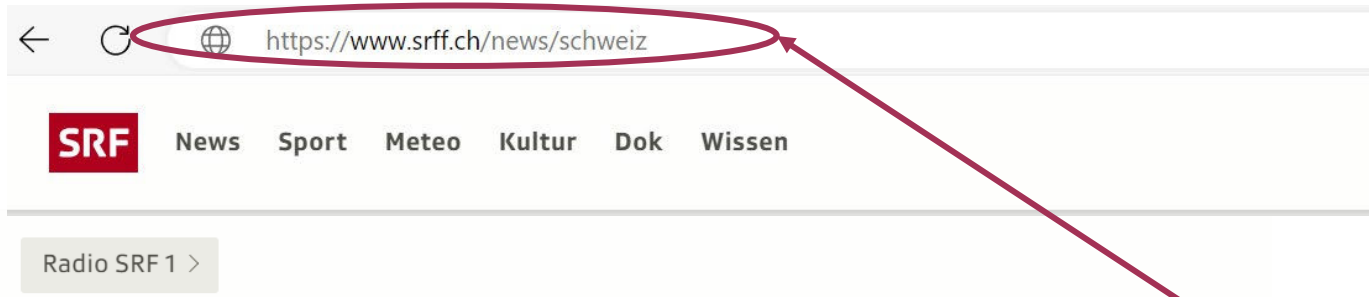 https://www.srff.ch/news/schweiz
SRF News Sport Meteo Kultur Dok Wissen
Radio SRF 1 >